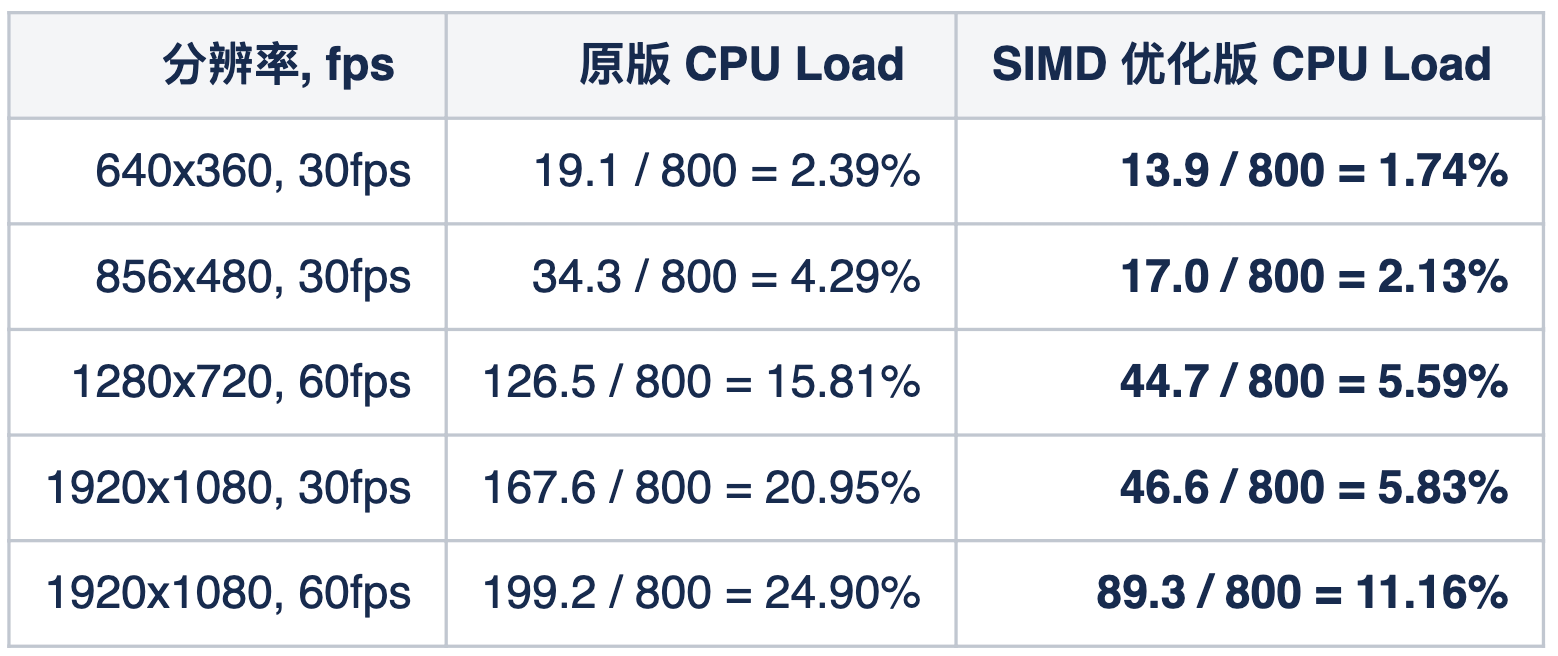 分辨率, fps 原版 CPU Load SIMD 优化版 CPU Load
640x360, 30fps 19.1 / 800 = 2.39% 13.9 / 800 = 1.74%
856x480, 30fps 34.3 / 800 = 4.29% 17.0 / 800 = 2.13%
1280x720, 60fps 126.5 / 800 = 15.81% 44.7 / 800 = 5.59%
1920x1080, 30fps 167.6 / 800 = 20.95% 46.6 / 800 = 5.83%
1920x1080, 60fps 199.2 / 800 = 24.90% 89.3 / 800 = 11.16%